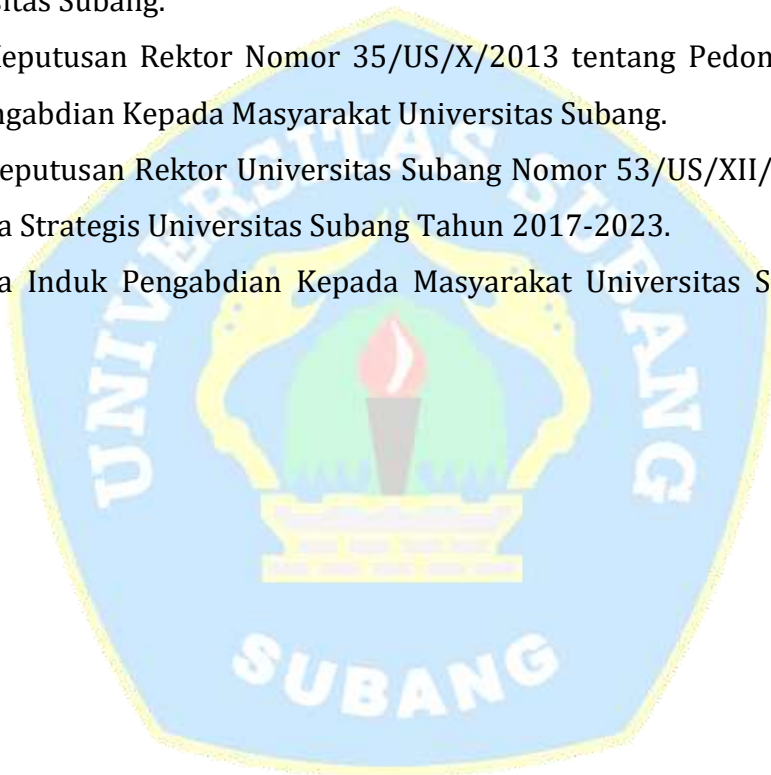 sitas Subang.
Keputusan Rektor Nomor 35/US/X/2013 tentang Pedom
ngabdian Kepada Masyarakat Universitas Subang.
Keputusan Rektor Universitas Subang Nomor 53/US/XII/
a Strategis Universitas Subang Tahun 2017-2023.
a Induk Pengabdian Kepada Masyarakat Universitas S
UNIVERSITAS SUBANG
SUBANG